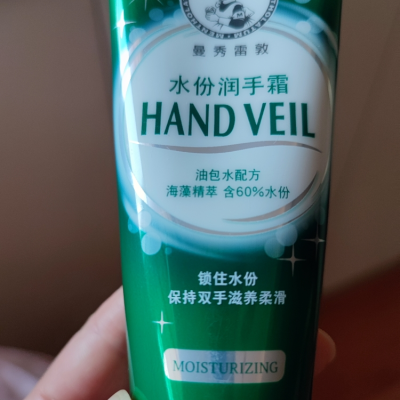 曼秀雷敦
水份润手霜
HAND VEIL
油包水配方
海藻精萃 含60%水份
锁住水份
保持双手滋养柔滑
MOISTURIZING